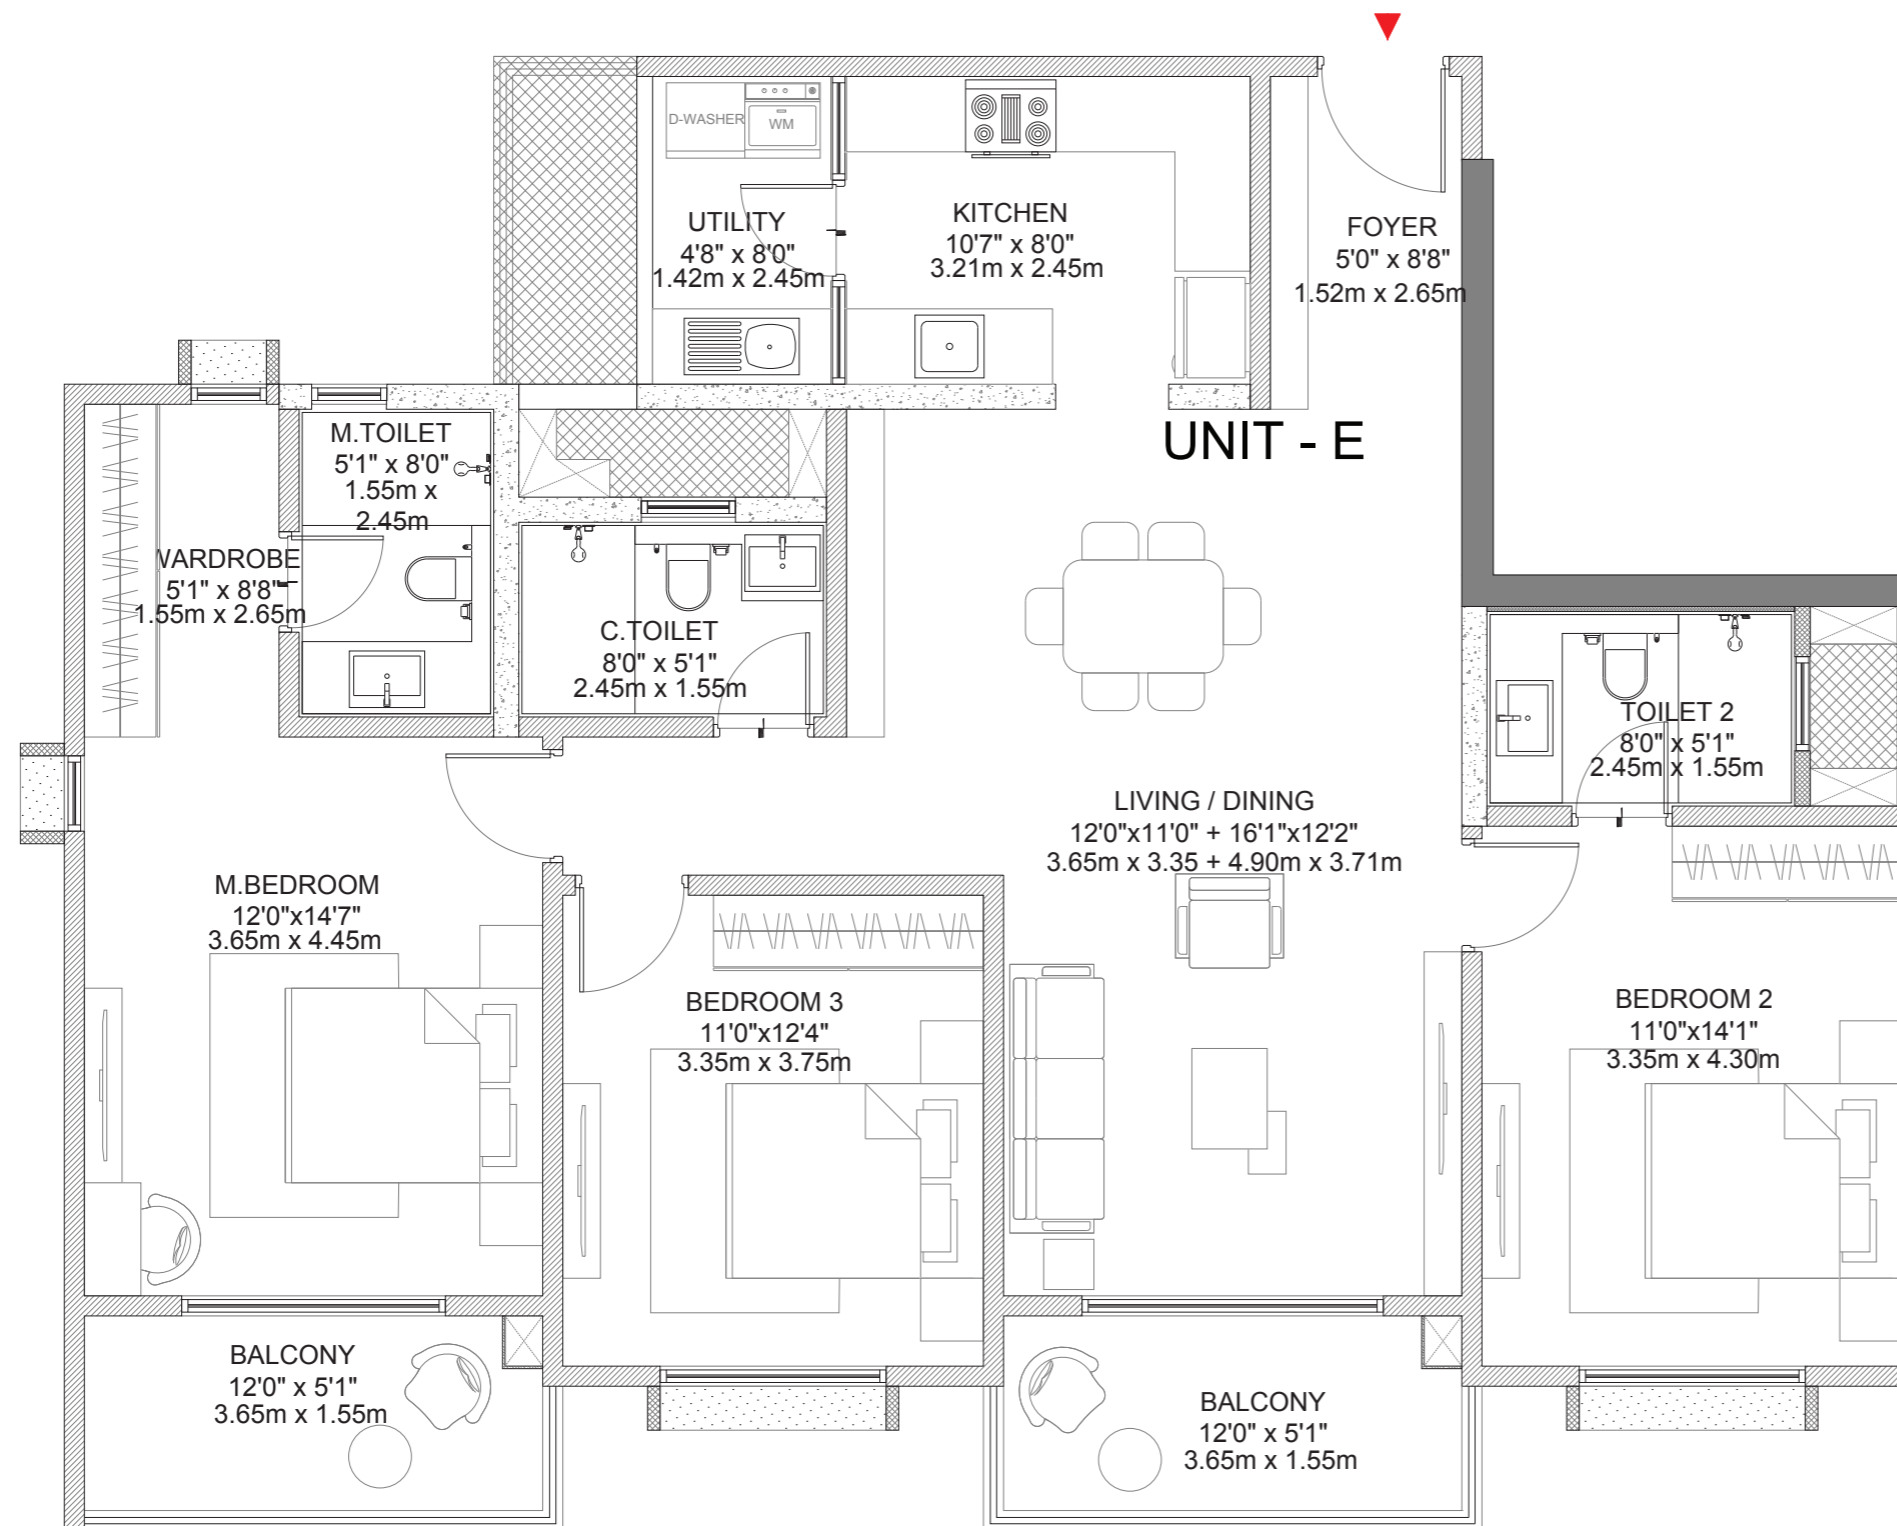 D-WASHER
WM
UTILITY
4'8" x 8'0"
1.42m x 2.45m
KITCHEN
10'7" x 8'0"
3.21m x 2.45m
FOYER
5'0" x 8'8"
1.52m x 2.65m
UNIT - E
M.TOILET
5'1" x 8'0"
1.55m x
2.45m
WARDROBE
5'1" x 8'8"
1.55m x 2.65m
C.TOILET
8'0" x 5'1"
2.45m x 1.55m
TOILET 2
8'0" x 5'1"
2.45m x 1.55m
LIVING / DINING
12'0"x11'0" + 16'1"x12'2"
3.65m x 3.35 + 4.90m x 3.71m
M.BEDROOM
12'0"x14'7"
3.65m x 4.45m
BEDROOM 3
11'0"x12'4"
3.35m x 3.75m
BEDROOM 2
11'0"x14'1"
3.35m x 4.30m
BALCONY
12'0" x 5'1"
3.65m x 1.55m
BALCONY
12'0" x 5'1"
3.65m x 1.55m